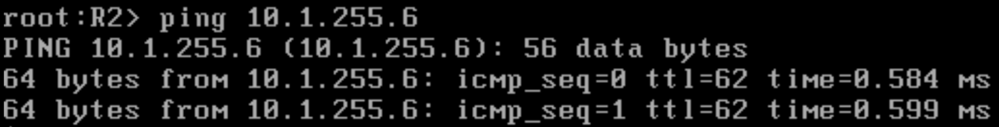 root:R2> ping 10.1.255.6
PING 10.1.255.6 (10.1.255.6): 56 data bytes
64 bytes from 10.1.255.6: icmp_seq=0 ttl=62 time=0.584 ms
64 bytes from 10.1.255.6: icmp_seq=1 ttl=62 time=0.599 ms